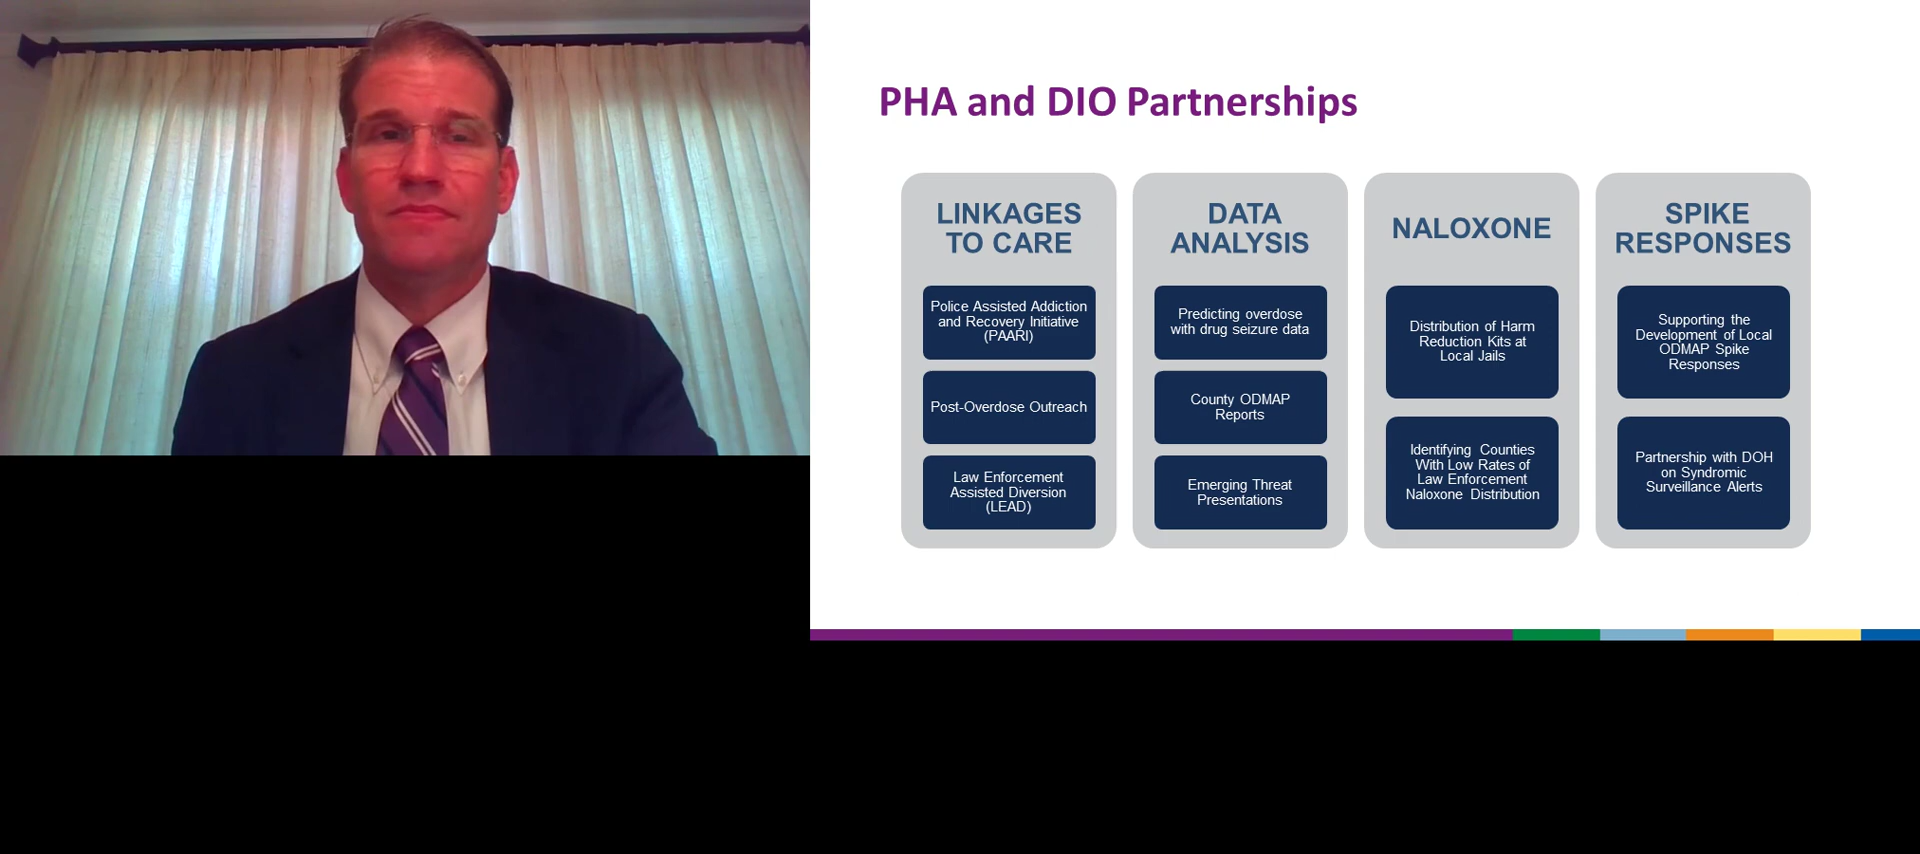 PHA and DIO Partnerships
LINKAGES
TO CARE
Police Assisted Addiction
and Recovery Initiative
(PAARI)
Post-Overdose Outreach
Law Enforcement
Assisted Diversion
(LEAD)
DATA
ANALYSIS
Predicting overdose
with drug seizure data
County ODMAP
Reports
Emerging Threat
Presentations
NALOXONE
Distribution of Harm
Reduction Kits at
Local Jails
Identifying Counties
With Low Rates of
Law Enforcement
Naloxone Distribution
SPIKE
RESPONSES
Supporting the
Development of Local
ODMAP Spike
Responses
Partnership with DOH
on Syndromic
Surveillance Alerts